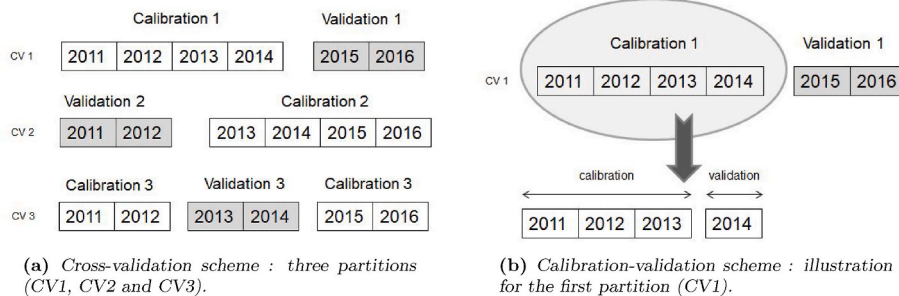 Calibration 1
Validation 1
CV 1
2011 2012 2013 2014
2015 2016
Validation 2
Calibration 2
CV 2
2011 2012
2013 2014 2015 2016
Calibration 3
Validation 3
Calibration 3
CV 3
2011 2012
2013 2014
2015 2016
(a) Cross-validation scheme : three partitions
(CV1, CV2 and CV3).
Calibration 1
Validation 1
CV 1
2011 2012 2013 2014
2015 2016
calibration
validation
2011 2012 2013
2014
(b) Calibration-validation scheme : illustration
for the first partition (CV1).